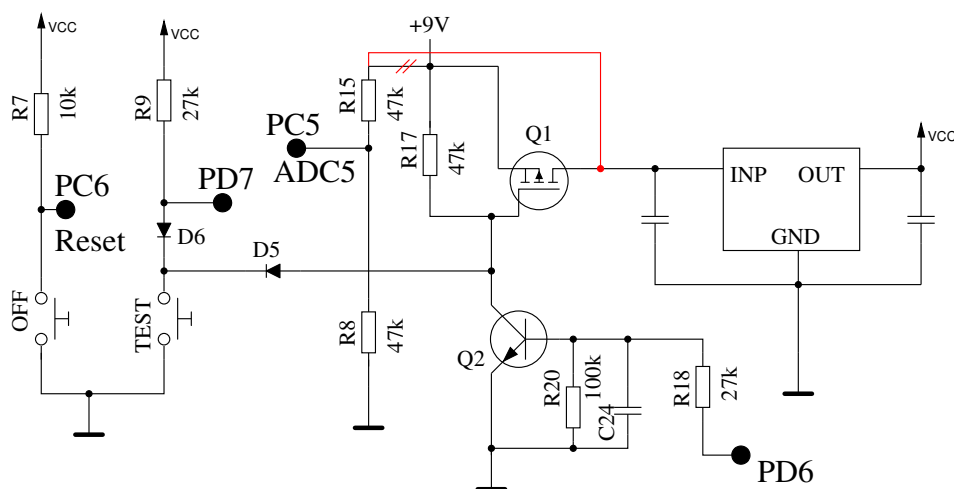 VCC
VCC
+9V
R7
10k
R9
27k
R15
47k
PC5
ADC5
R17
47k
Q1
VCC
INP
OUT
GND
PC6
Reset
PD7
D6
D5
OFF
TEST
R8
47k
Q2
R20
100k
C24
R18
27k
PD6